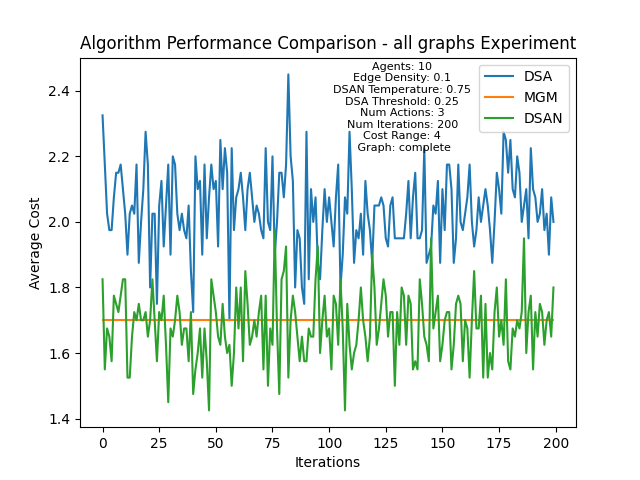 Algorithm Performance Comparison - all graphs Experiment
Agents: 10
Edge Density: 0.1
DSAN Temperature: 0.75
DSA Threshold: 0.25
Num Actions: 3
Num Iterations: 200
Cost Range: 4
Graph: complete
DSA
MGM
DSAN
Average Cost
2.4
2.2
2.0
1.8
1.6
1.4
0 25 50 75 100 125 150 175 200
Iterations